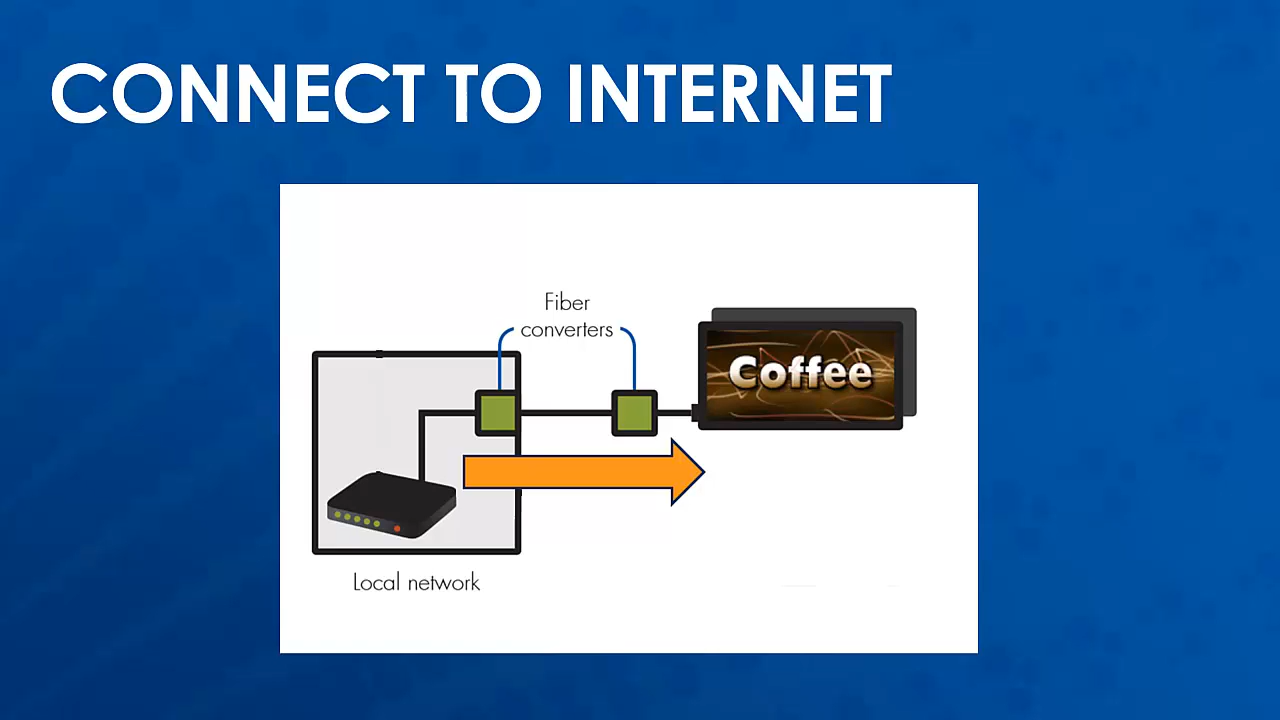 CONNECT TO INTERNET
Fiber
converters
Coffee
Local network